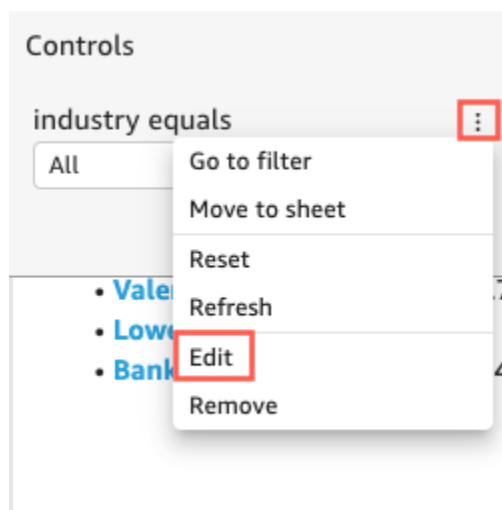 Controls
industry equals
All
Go to filter
Move to sheet
Reset
Refresh
Edit
Remove